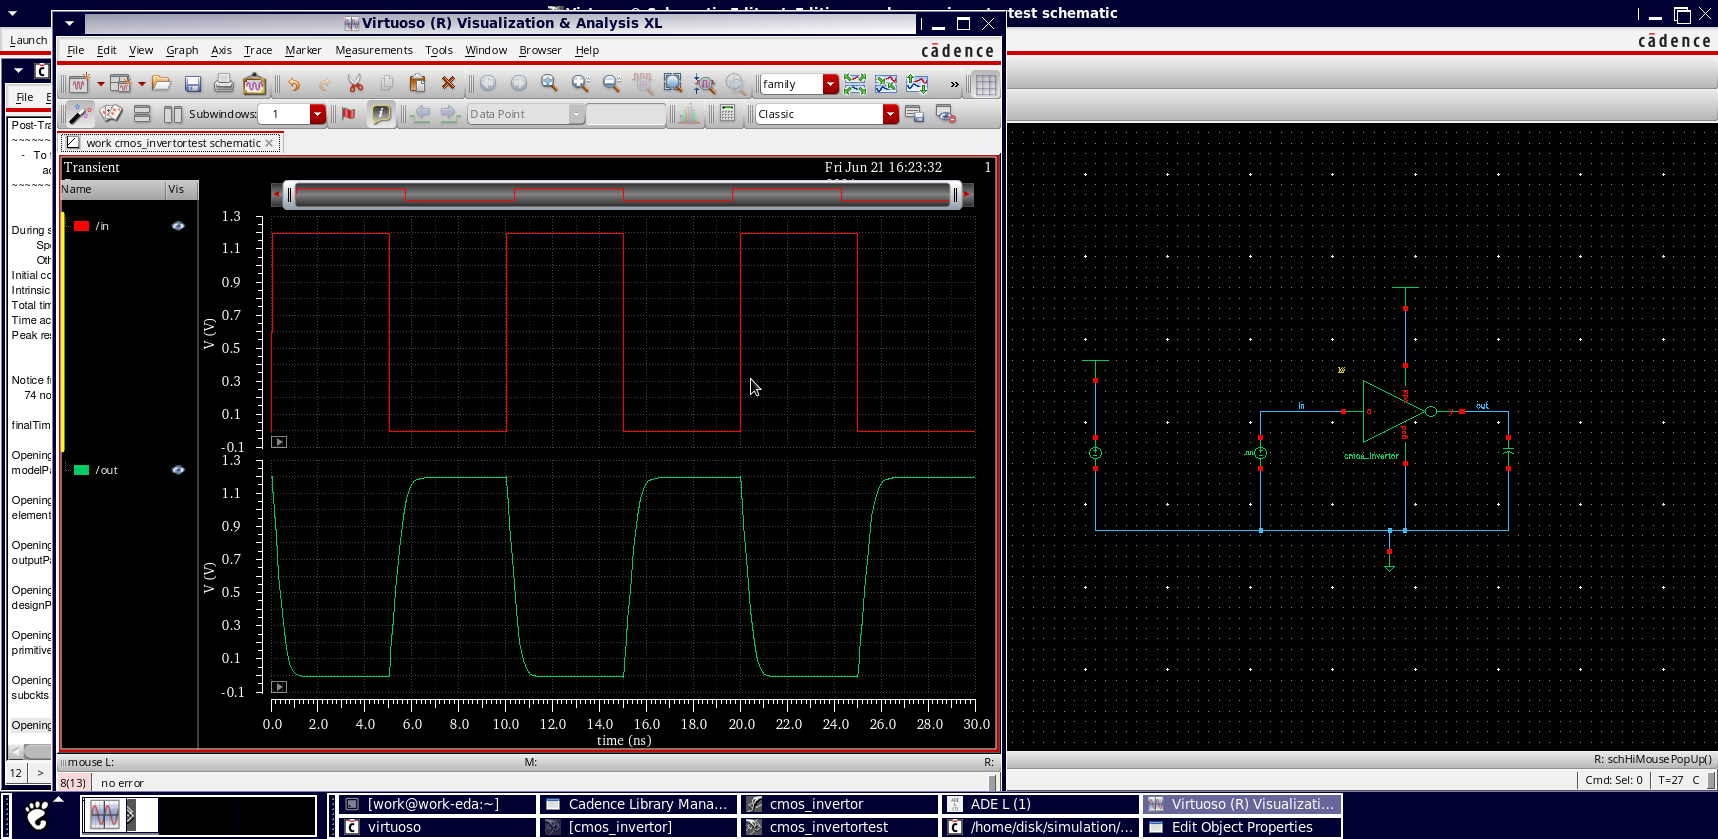 test schematic
Virtuoso (R) Visualization & Analysis XL
Launch
File Edit View Graph Axis Trace Marker Measurements Tools Window Browser Help
cādence
cādence
family
»
File
Subwindows: 1
Data Point
Classic
work cmos_invertortest schematic
Post-Tra
~~~~~~
- To
~~~~~~
During s
Initial co
Intrinsic
Total tim
Time ac
Peak res
Notice f
74 no
finalTim
Opening
modelPa
Opening
element
Opening
outputPa
Opening
designP
Opening
primitive
Opening
subckts
Opening
12 >
Transient
Fri Jun 21 16:23:32
1
Name Vis
/in
/out
1.3
1.1
0.9
0.7
0.5
0.3
0.1
-0.1
V (V)
1.3
1.1
0.9
0.7
0.5
0.3
0.1
-0.1
V (V)
0.0 2.0 4.0 6.0 8.0 10.0 12.0 14.0 16.0 18.0 20.0 22.0 24.0 26.0 28.0 30.0
time (ns)
mouse L: M: R:
8(13) no error
in
a
y
out
cmos_invertor
R: schHiMousePopUp()
Cmd: Sel: 0 T=27 C
[work@work-eda:~] Cadence Library Mana... cmos_invertor ADE L (1) Virtuoso (R) Visualizati...
virtuoso [cmos_invertor] cmos_invertortest /home/disk/simulation/... Edit Object Properties